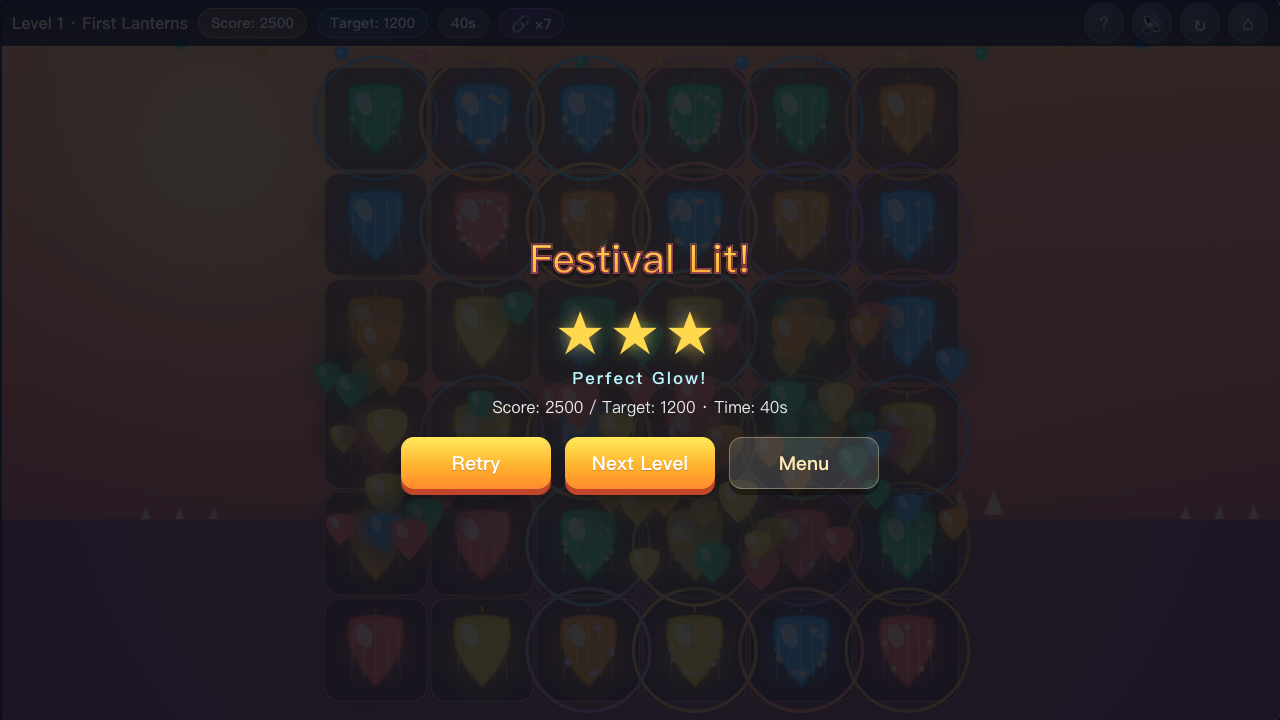 Level 1 · First Lanterns Score: 2500 Target: 1200 40s 🔗 ×7 ? 🔊 ↻ ⌂
Festival Lit!
★★★
Perfect Glow!
Score: 2500 / Target: 1200 · Time: 40s
Retry Next Level Menu